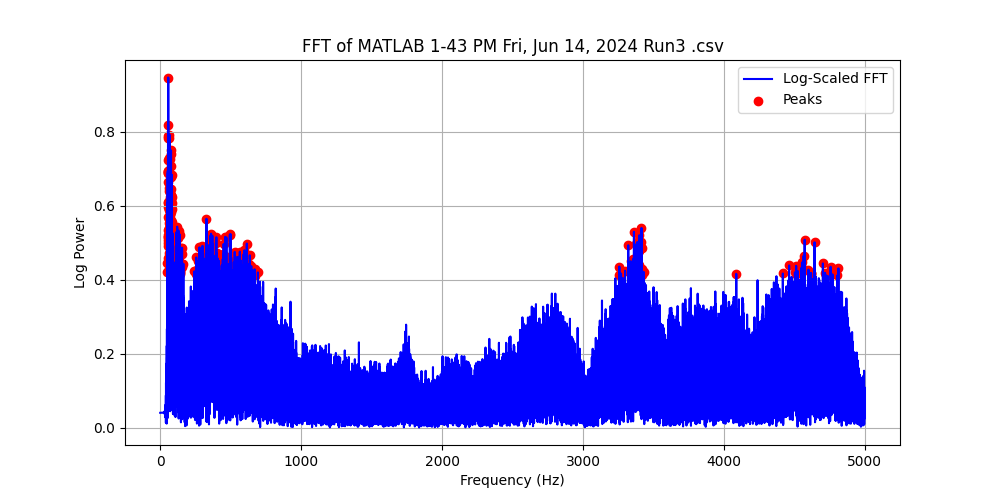 FFT of MATLAB 1-43 PM Fri, Jun 14, 2024 Run3 .csv
Log-Scaled FFT
Peaks
Log Power
0.8
0.6
0.4
0.2
0.0
0 1000 2000 3000 4000 5000
Frequency (Hz)